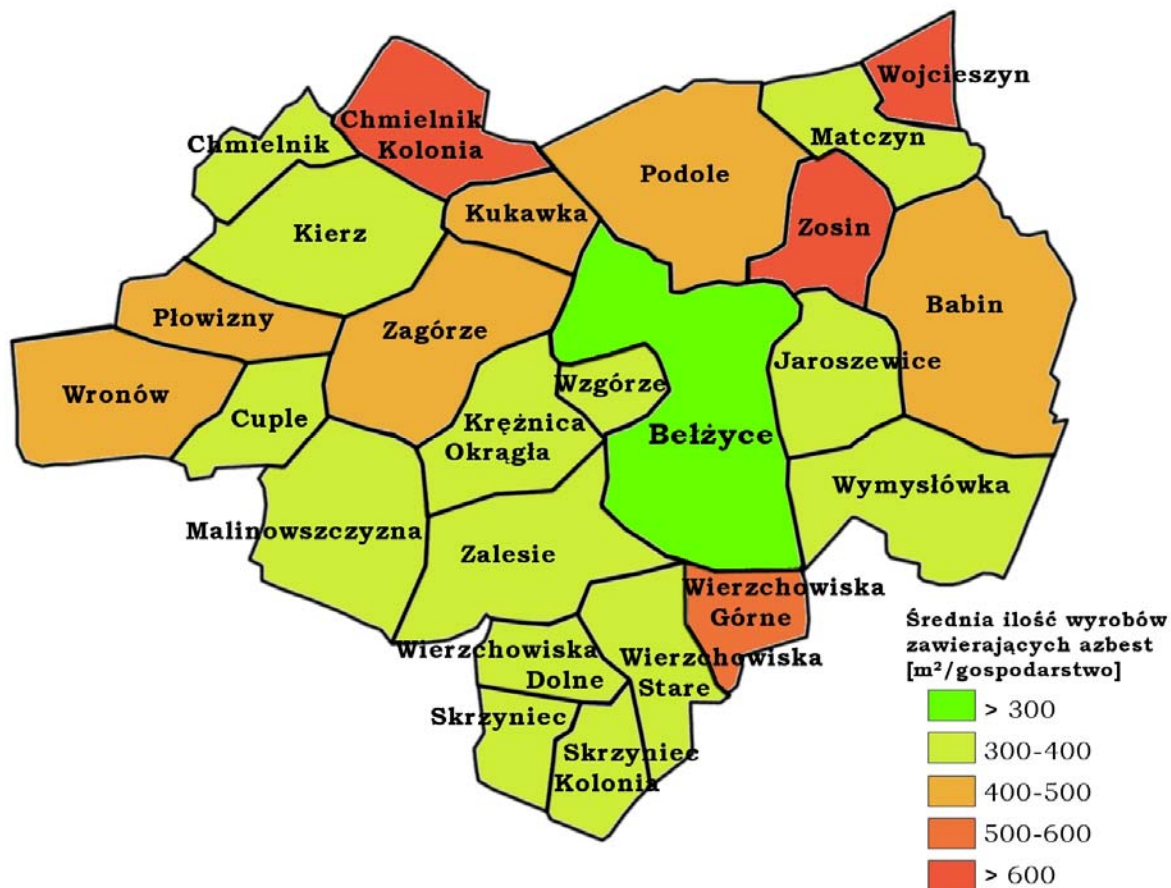 Wojcieszyn
Chmielnik
Kolonia
Chmielnik
Matczyn
Podole
Kukawka
Zosin
Kierz
Babin
Płowizny
Zagórze
Jaroszewice
Wzgórze
Wronów
Cuple
Krężnica
Okrągła
Bełżyce
Wymysłówka
Malinowszczyzna
Zalesie
Wierzchowiska
Górne
Wierzchowiska
Dolne
Wierzchowiska
Stare
Skrzyniec
Skrzyniec
Kolonia
Średnia ilość wyrobów
zawierających azbest
[m²/gospodarstwo]
> 300
300-400
400-500
500-600
> 600